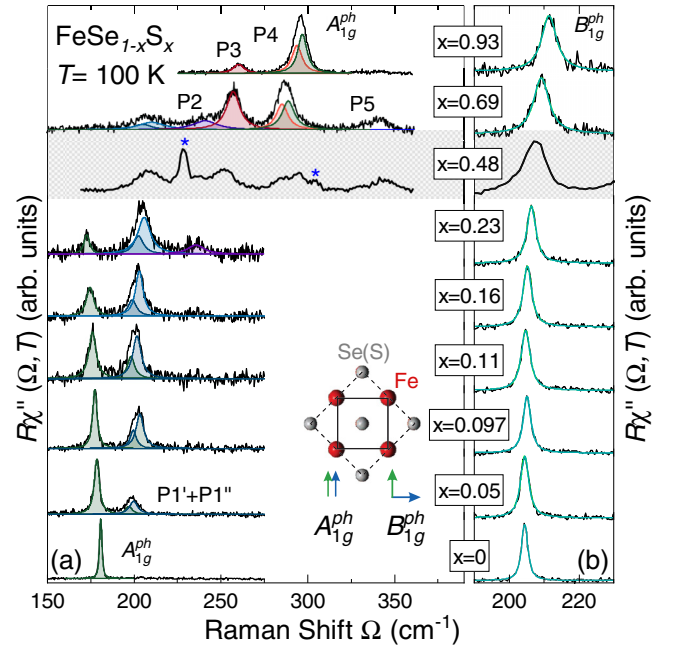 FeSe1-xSx
T= 100 K
P3
P4
A1g^ph
B1g^ph
x=0.93
P2
P5
x=0.69
*
*
x=0.48
x=0.23
x=0.16
x=0.11
x=0.097
x=0.05
x=0
Se(S)
Fe
A1g^ph
B1g^ph
P1'+P1''
A1g^ph
(a)
(b)
Rχ'' (Ω,T) (arb. units)
Rχ'' (Ω,T) (arb. units)
150 200 250 300 350
200 220
Raman Shift Ω (cm-1)